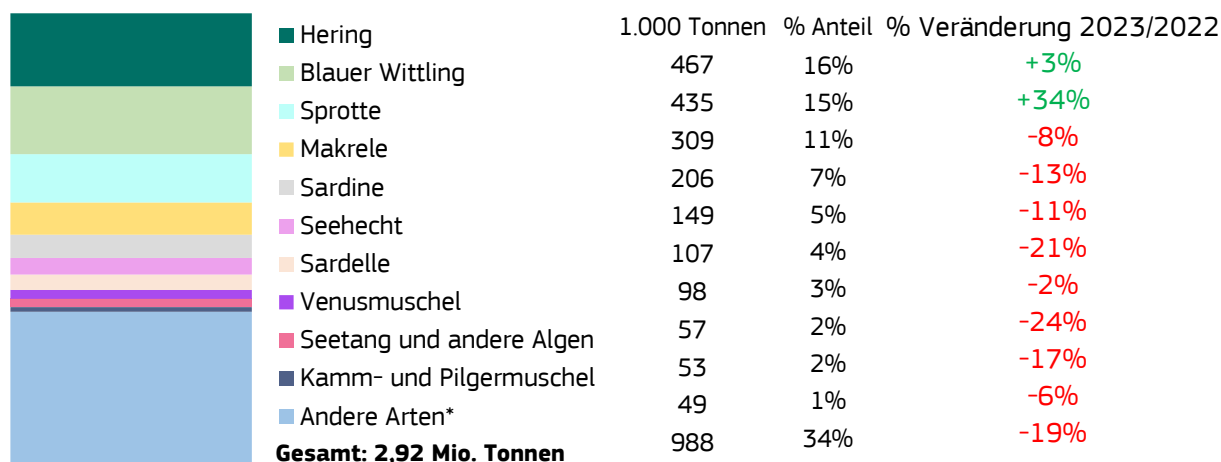 1.000 Tonnen % Anteil % Veränderung 2023/2022
Hering 467 16% +3%
Blauer Wittling 435 15% +34%
Sprotte 309 11% -8%
Makrele 206 7% -13%
Sardine 149 5% -11%
Seehecht 107 4% -21%
Sardelle 98 3% -2%
Venusmuschel 57 2% -24%
Seetang und andere Algen 53 2% -17%
Kamm- und Pilgermuschel 49 1% -6%
Andere Arten* 988 34% -19%
Gesamt: 2,92 Mio. Tonnen